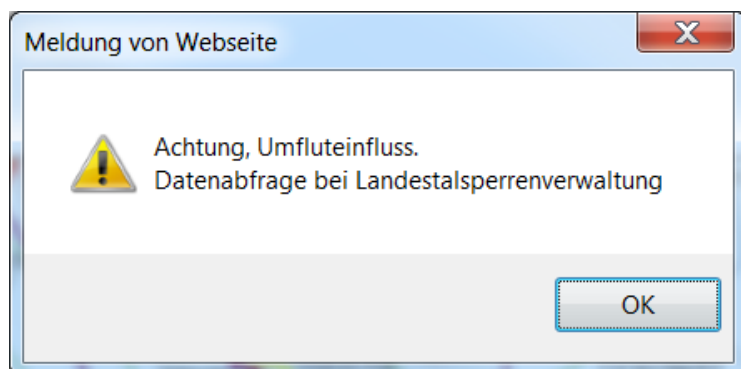 Meldung von Webseite
Achtung, Umfluteinfluss.
Datenabfrage bei Landestalsperrenverwaltung
OK